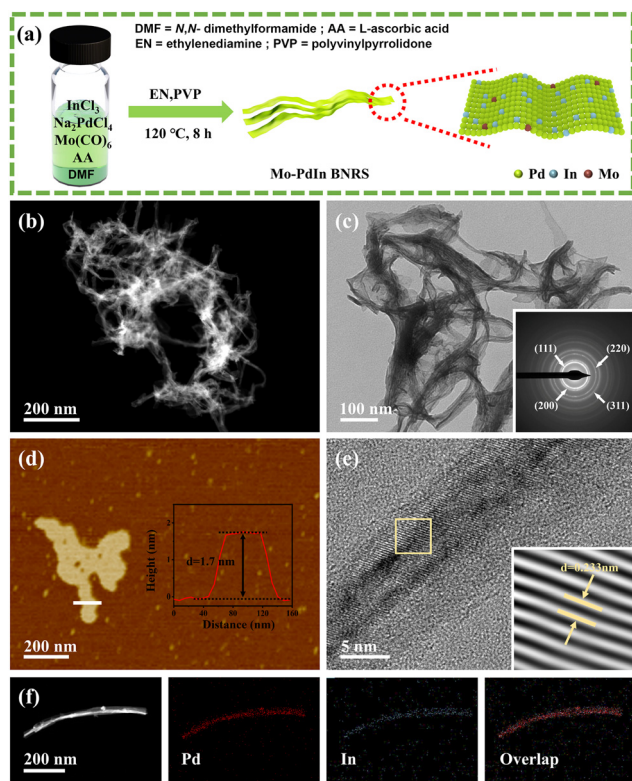 (a)
DMF = N,N- dimethylformamide ; AA = L-ascorbic acid
EN = ethylenediamine ; PVP = polyvinylpyrrolidone
InCl3
Na2PdCl4
Mo(CO)6
AA
DMF
EN,PVP
120 °C, 8 h
Mo-PdIn BNRS
Pd In Mo
(b)
200 nm
(c)
100 nm
(111)
(220)
(200)
(311)
(d)
200 nm
Height (nm)
2
1
0
d=1.7 nm
0 40 80 120 160
Distance (nm)
(e)
5 nm
d=0.233nm
(f)
200 nm
Pd
In
Overlap